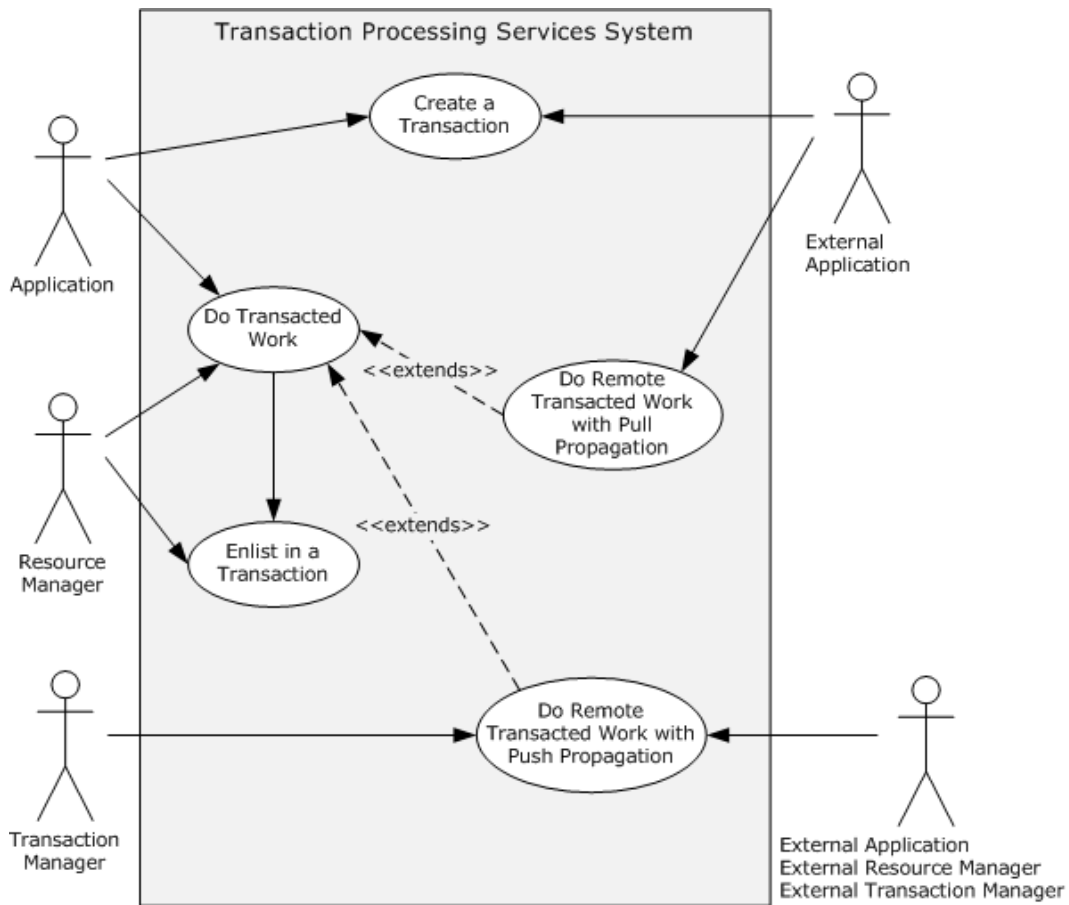 Transaction Processing Services System
Create a
Transaction
Application
External
Application
Do Transacted
Work
<<extends>>
Do Remote
Transacted Work
with Pull
Propagation
Resource
Manager
<<extends>>
Enlist in a
Transaction
Do Remote
Transacted Work with
Push Propagation
Transaction
Manager
External Application
External Resource Manager
External Transaction Manager